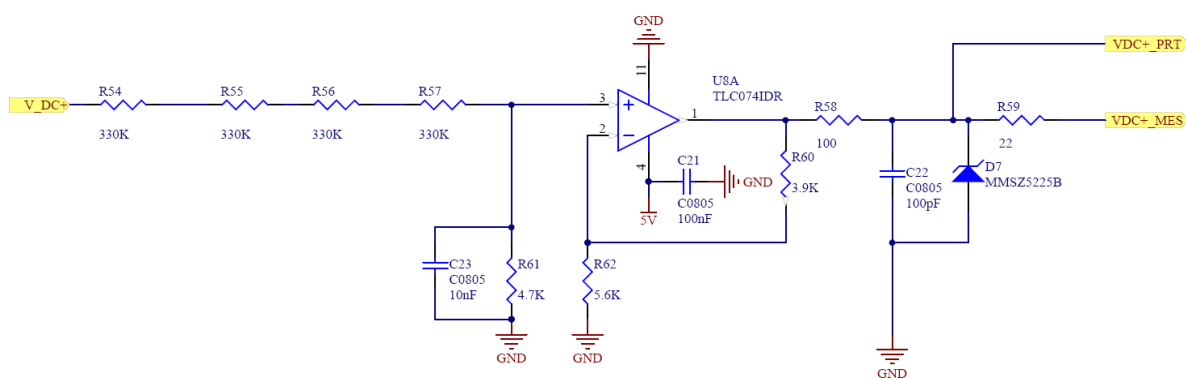 GND
VDC+_PRT
11
U8A
TLC074IDR
V_DC+
R54
R55
R56
R57
3
1
R58
R59
VDC+_MES
330K
330K
330K
330K
2
100
22
4
C21
GND
R60
3.9K
C22
C0805
100pF
D7
MMSZ5225B
5V
C0805
100nF
C23
C0805
10nF
R61
4.7K
R62
5.6K
GND
GND
GND